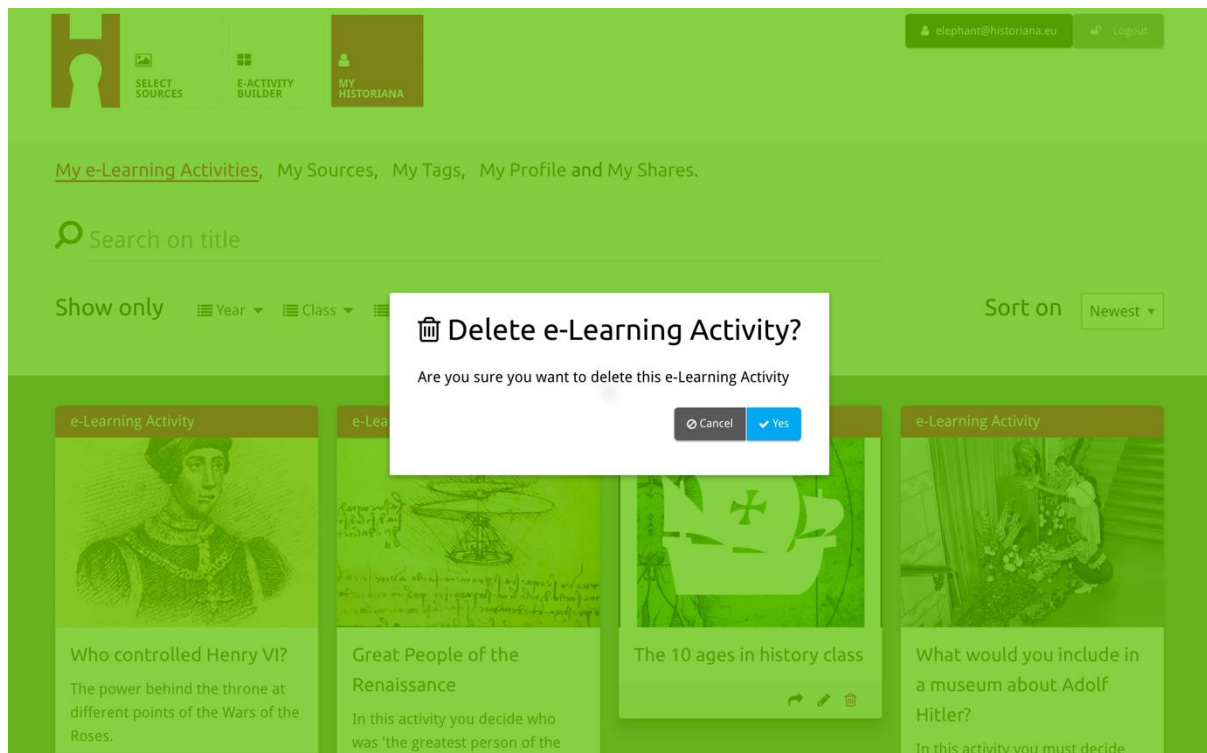 elephant@historiana.eu Logout
SELECT
SOURCES
E-ACTIVITY
BUILDER
MY
HISTORIANA
My e-Learning Activities, My Sources, My Tags, My Profile and My Shares.
Search on title
Show only Year Class
Sort on Newest
Delete e-Learning Activity?
Are you sure you want to delete this e-Learning Activity
Cancel Yes
e-Learning Activity
Who controlled Henry VI?
The power behind the throne at
different points of the Wars of the
Roses.
Great People of the
Renaissance
In this activity you decide who
was 'the greatest person of the
The 10 ages in history class
e-Learning Activity
What would you include in
a museum about Adolf
Hitler?
In this activity you must decide